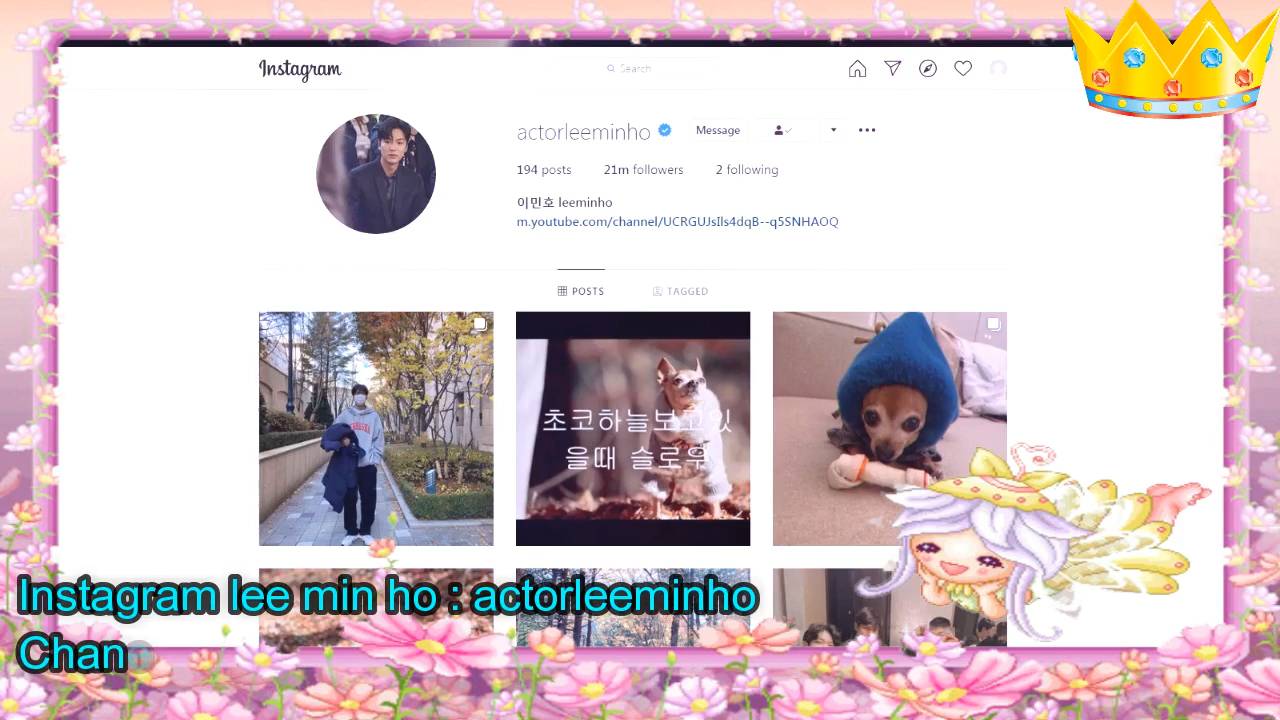 Instagram
Search
actorleeminho
Message
194 posts 21m followers 2 following
이민호 leeminho
m.youtube.com/channel/UCRGUJsIls4dqB--q5SNHAOQ
POSTS TAGGED
초코하늘보고있
을때 슬로우
Instagram lee min ho : actorleeminho
Chan